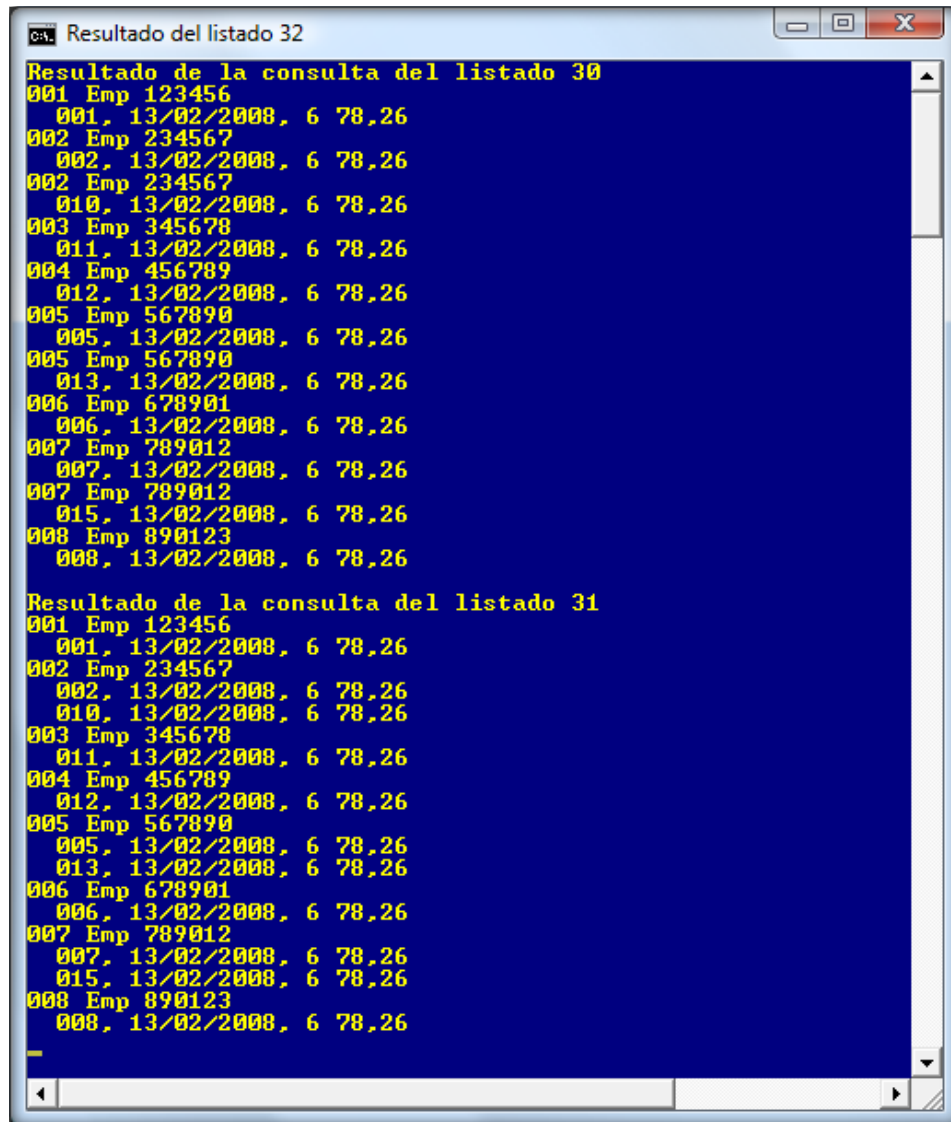 C:\. Resultado del listado 32
Resultado de la consulta del listado 30
001 Emp 123456
001, 13/02/2008, 6 78,26
002 Emp 234567
002, 13/02/2008, 6 78,26
002 Emp 234567
010, 13/02/2008, 6 78,26
003 Emp 345678
011, 13/02/2008, 6 78,26
004 Emp 456789
012, 13/02/2008, 6 78,26
005 Emp 567890
005, 13/02/2008, 6 78,26
005 Emp 567890
013, 13/02/2008, 6 78,26
006 Emp 678901
006, 13/02/2008, 6 78,26
007 Emp 789012
007, 13/02/2008, 6 78,26
007 Emp 789012
015, 13/02/2008, 6 78,26
008 Emp 890123
008, 13/02/2008, 6 78,26
Resultado de la consulta del listado 31
001 Emp 123456
001, 13/02/2008, 6 78,26
002 Emp 234567
002, 13/02/2008, 6 78,26
010, 13/02/2008, 6 78,26
003 Emp 345678
011, 13/02/2008, 6 78,26
004 Emp 456789
012, 13/02/2008, 6 78,26
005 Emp 567890
005, 13/02/2008, 6 78,26
013, 13/02/2008, 6 78,26
006 Emp 678901
006, 13/02/2008, 6 78,26
007 Emp 789012
007, 13/02/2008, 6 78,26
015, 13/02/2008, 6 78,26
008 Emp 890123
008, 13/02/2008, 6 78,26